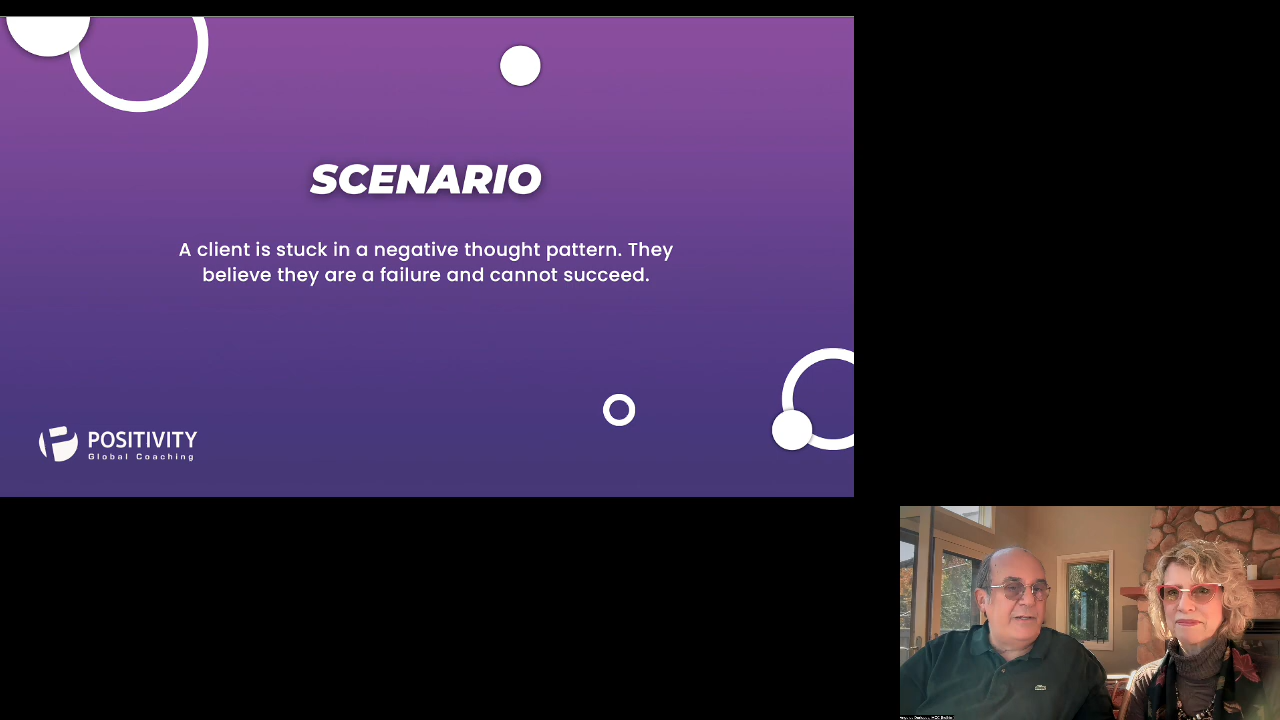 SCENARIO
A client is stuck in a negative thought pattern. They
believe they are a failure and cannot succeed.
POSITIVITY
Global Coaching